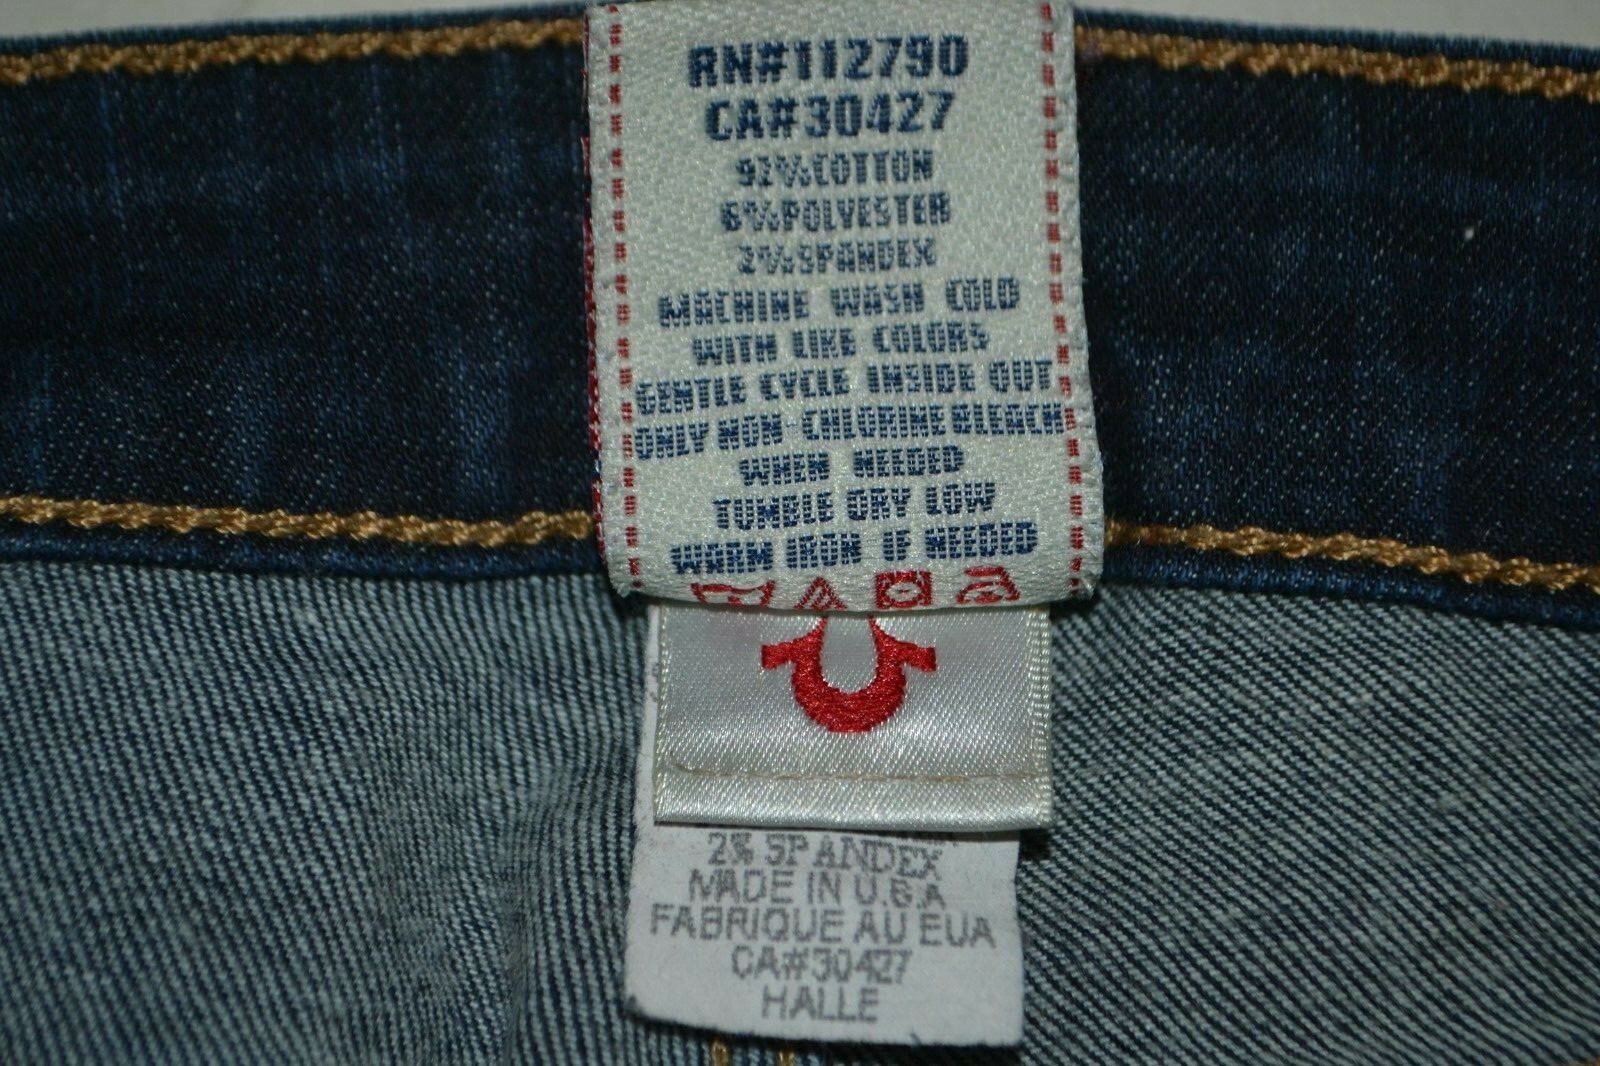 RN#112790
CA#30427
92%COTTON
6%POLYESTER
2%SPANDEX
MACHINE WASH COLD
WITH LIKE COLORS
GENTLE CYCLE INSIDE OUT
ONLY NON-CHLORINE BLEACH
WHEN NEEDED
TUMBLE DRY LOW
WARM IRON IF NEEDED
2% SPANDEX
MADE IN U.S.A
FABRIQUE AU EUA
CA#30427
HALLE